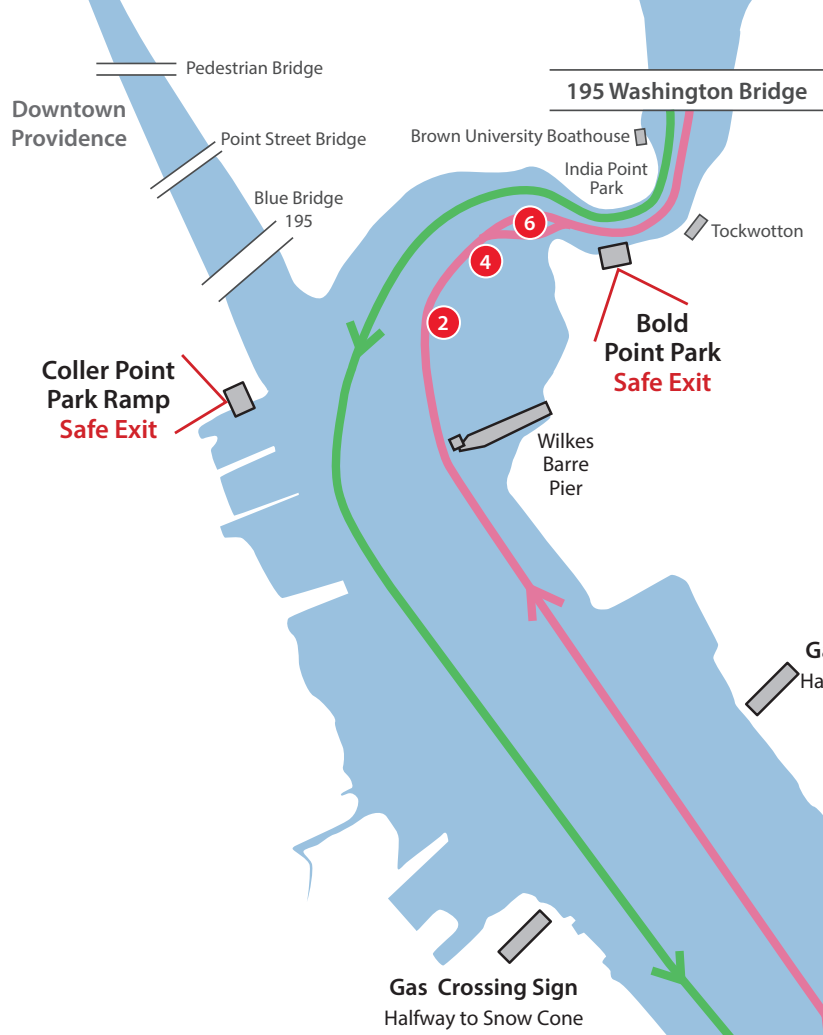 Pedestrian Bridge
195 Washington Bridge
Downtown
Providence
Point Street Bridge
Brown University Boathouse
India Point
Park
Blue Bridge
195
6
Tockwotton
4
2
Bold
Point Park
Safe Exit
Coller Point
Park Ramp
Safe Exit
Wilkes
Barre
Pier
Gas Crossing Sign
Halfway to Snow Cone